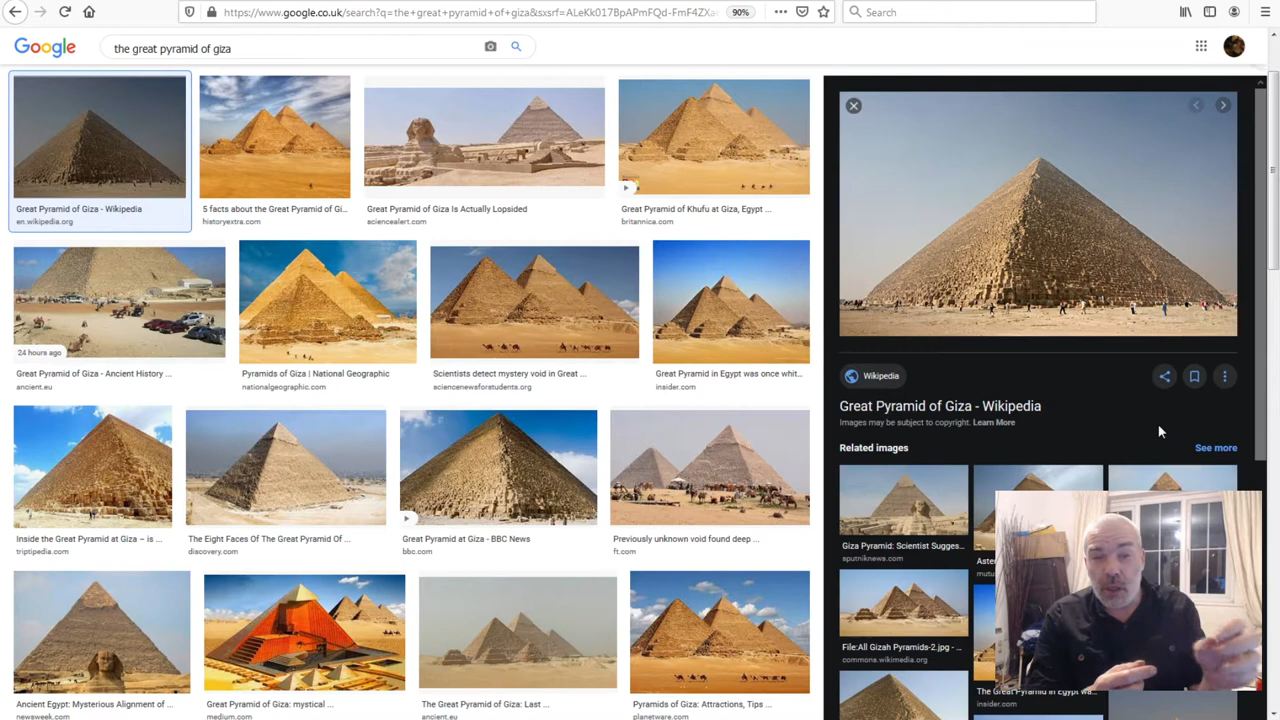 https://www.google.co.uk/search?q=the+great+pyramid+of+giza&sxsrf=ALeKk017BpAPmFQd-FmF4ZXa
90%
Search
Google
the great pyramid of giza
Great Pyramid of Giza - Wikipedia
en.wikipedia.org
5 facts about the Great Pyramid of Gi...
historyextra.com
Great Pyramid of Giza Is Actually Lopsided
sciencealert.com
Great Pyramid of Khufu at Giza, Egypt ...
britannica.com
24 hours ago
Great Pyramid of Giza - Ancient History ...
ancient.eu
Pyramids of Giza | National Geographic
nationalgeographic.com
Scientists detect mystery void in Great ...
sciencenewsforstudents.org
Great Pyramid in Egypt was once whit...
insider.com
Inside the Great Pyramid at Giza – is ...
triptipedia.com
The Eight Faces Of The Great Pyramid Of ...
discovery.com
Great Pyramid at Giza - BBC News
bbc.com
Previously unknown void found deep ...
ft.com
Ancient Egypt: Mysterious Alignment of ...
newsweek.com
Great Pyramid of Giza: mystical ...
medium.com
The Great Pyramid of Giza: Last ...
ancient.eu
Pyramids of Giza: Attractions, Tips ...
planetware.com
Wikipedia
Great Pyramid of Giza - Wikipedia
Images may be subject to copyright. Learn More
Related images
See more
Giza Pyramid: Scientist Sugges...
sputniknews.com
File:All Gizah Pyramids-2.jpg - ...
commons.wikimedia.org
The Great Pyramid in Egypt wa...
insider.com